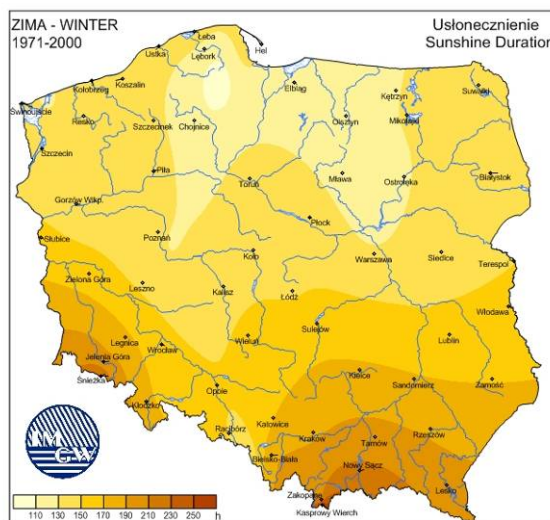 ZIMA - WINTER
1971-2000
Usłonecznienie
Sunshine Duration
Łeba
Hel
Ustka
Lębork
Kołobrzeg
Koszalin
Elbląg
Kętrzyn
Suwałki
Świnoujście
Resko
Szczecinek
Chojnice
Olsztyn
Mikołajki
Szczecin
Piła
Toruń
Mława
Ostrołęka
Białystok
Gorzów Wlkp.
Płock
Słubice
Poznań
Koło
Warszawa
Siedlce
Terespol
Zielona Góra
Leszno
Kalisz
Łódź
Włodawa
Legnica
Wrocław
Wieluń
Sulejów
Lublin
Jelenia Góra
Śnieżka
Kielce
Sandomierz
Zamość
Kłodzko
Opole
Racibórz
Katowice
Kraków
Tarnów
Rzeszów
Bielsko-Biała
Nowy Sącz
Lesko
Zakopane
Kasprowy Wierch
IM
GW
110 130 150 170 190 210 230 250 h